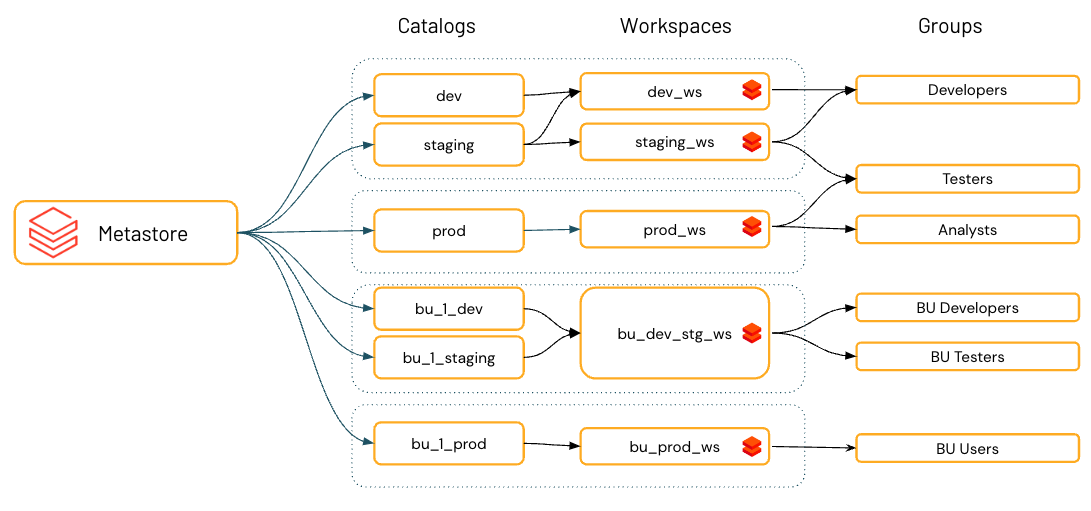 Catalogs
Workspaces
Groups
dev
dev_ws
Developers
staging
staging_ws
Testers
Metastore
prod
prod_ws
Analysts
bu_1_dev
bu_dev_stg_ws
BU Developers
bu_1_staging
BU Testers
bu_1_prod
bu_prod_ws
BU Users